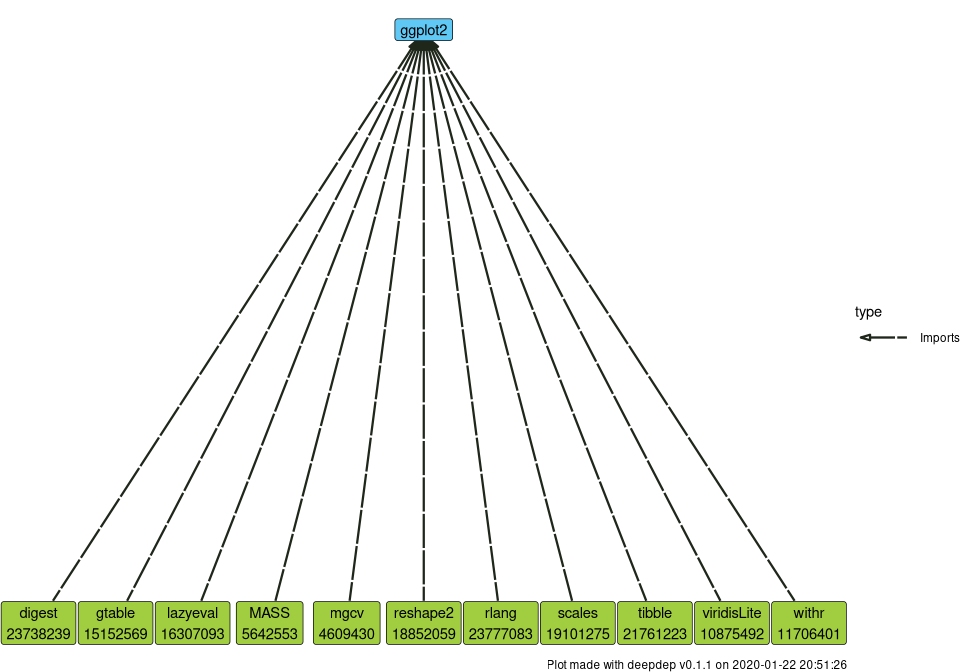 ggplot2
type
Imports
digest gtable lazyeval MASS mgcv reshape2 rlang scales tibble viridisLite withr
23738239 15152569 16307093 5642553 4609430 18852059 23777083 19101275 21761223 10875492 11706401
Plot made with deepdep v0.1.1 on 2020-01-22 20:51:26